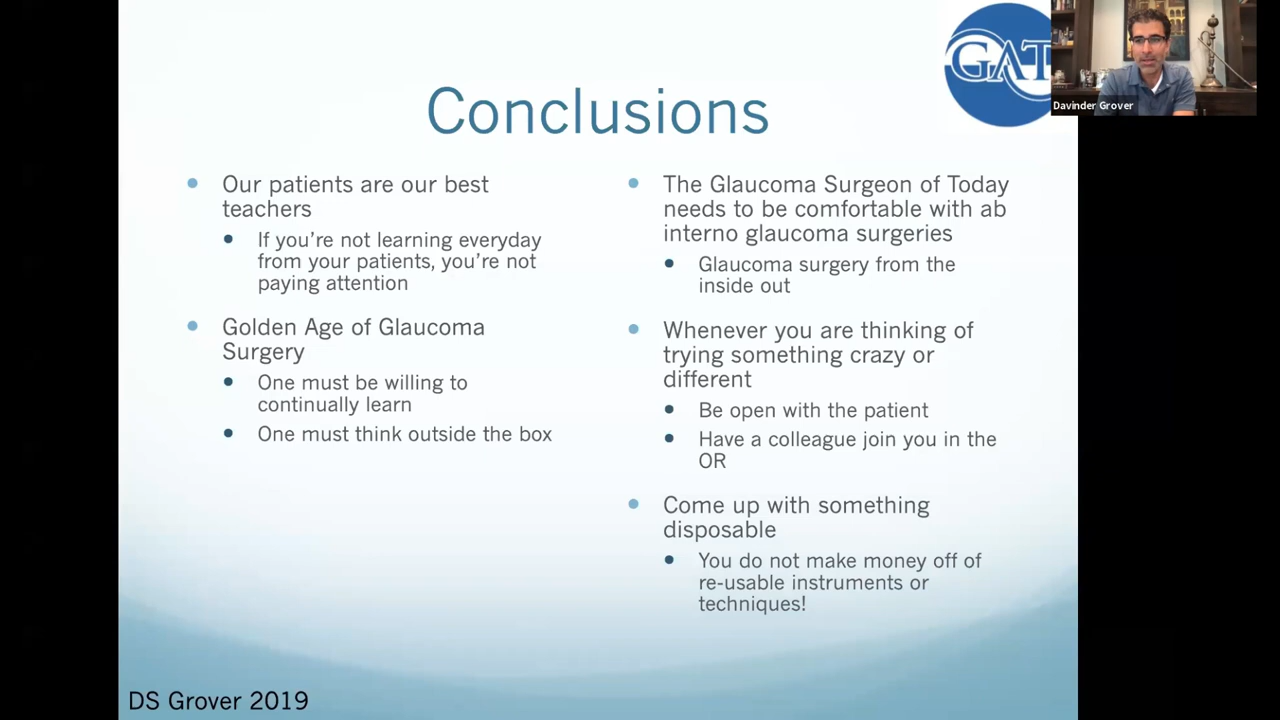 Conclusions
Our patients are our best
teachers
If you're not learning everyday
from your patients, you're not
paying attention
Golden Age of Glaucoma
Surgery
One must be willing to
continually learn
One must think outside the box
The Glaucoma Surgeon of Today
needs to be comfortable with ab
interno glaucoma surgeries
Glaucoma surgery from the
inside out
Whenever you are thinking of
trying something crazy or
different
Be open with the patient
Have a colleague join you in the
OR
Come up with something
disposable
You do not make money off of
re-usable instruments or
techniques!
DS Grover 2019
GAT
Davinder Grover